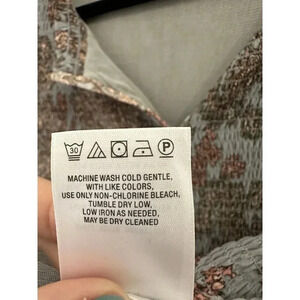 30
P
MACHINE WASH COLD GENTLE,
WITH LIKE COLORS,
USE ONLY NON-CHLORINE BLEACH,
TUMBLE DRY LOW,
LOW IRON AS NEEDED,
MAY BE DRY CLEANED